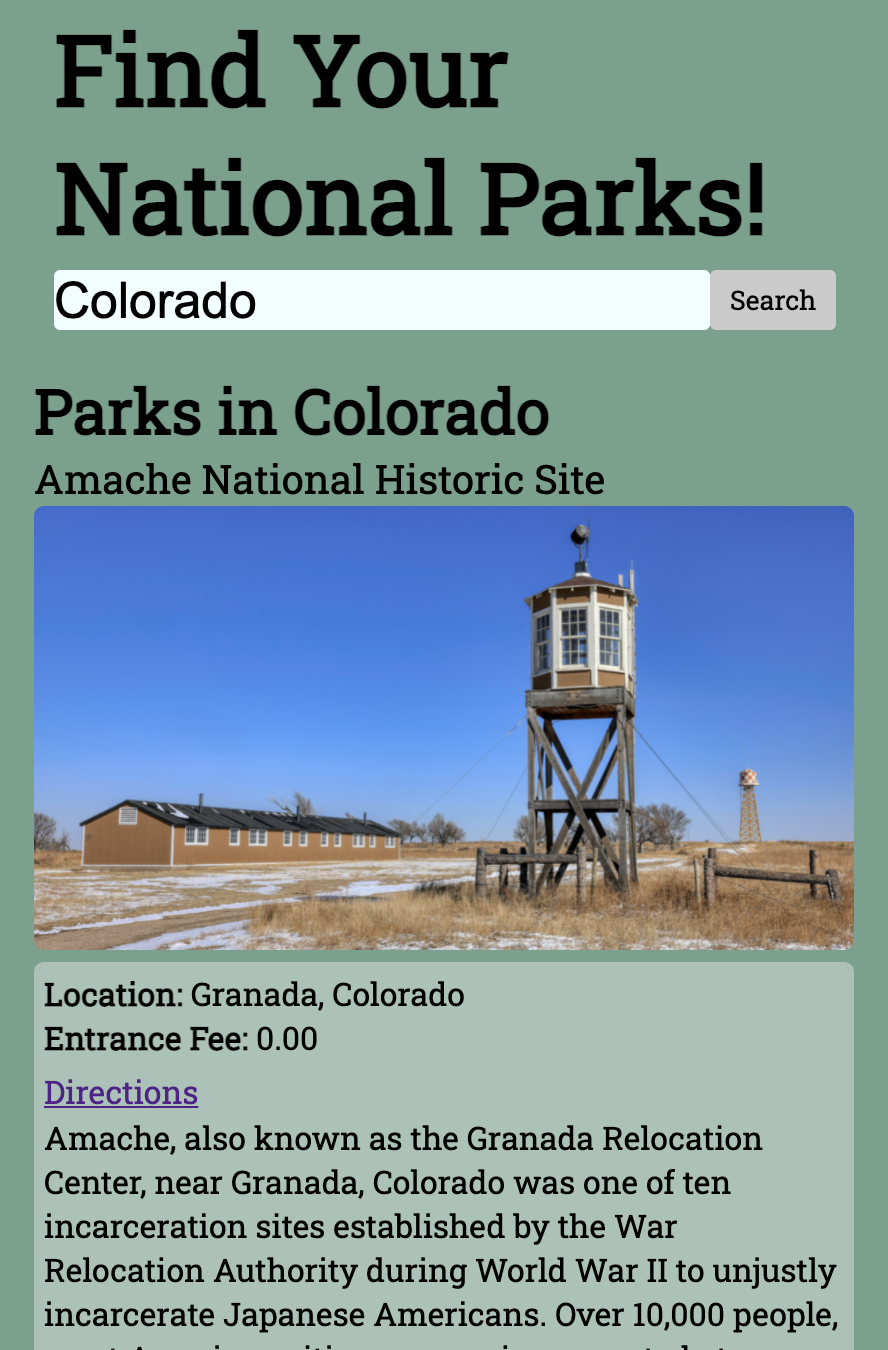 Find Your
National Parks!
Colorado
Search
Parks in Colorado
Amache National Historic Site
Location: Granada, Colorado
Entrance Fee: 0.00
Directions
Amache, also known as the Granada Relocation
Center, near Granada, Colorado was one of ten
incarceration sites established by the War
Relocation Authority during World War II to unjustly
incarcerate Japanese Americans. Over 10,000 people,